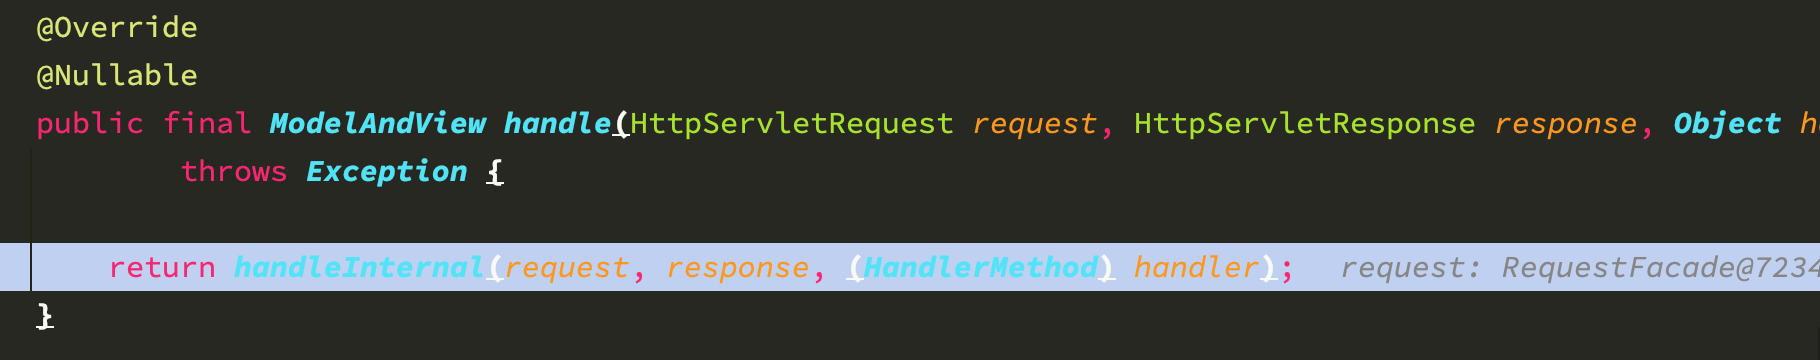 @Override
@Nullable
public final ModelAndView handle(HttpServletRequest request, HttpServletResponse response, Object
throws Exception {
return handleInternal(request, response, (HandlerMethod) handler); request: RequestFacade@7234
}